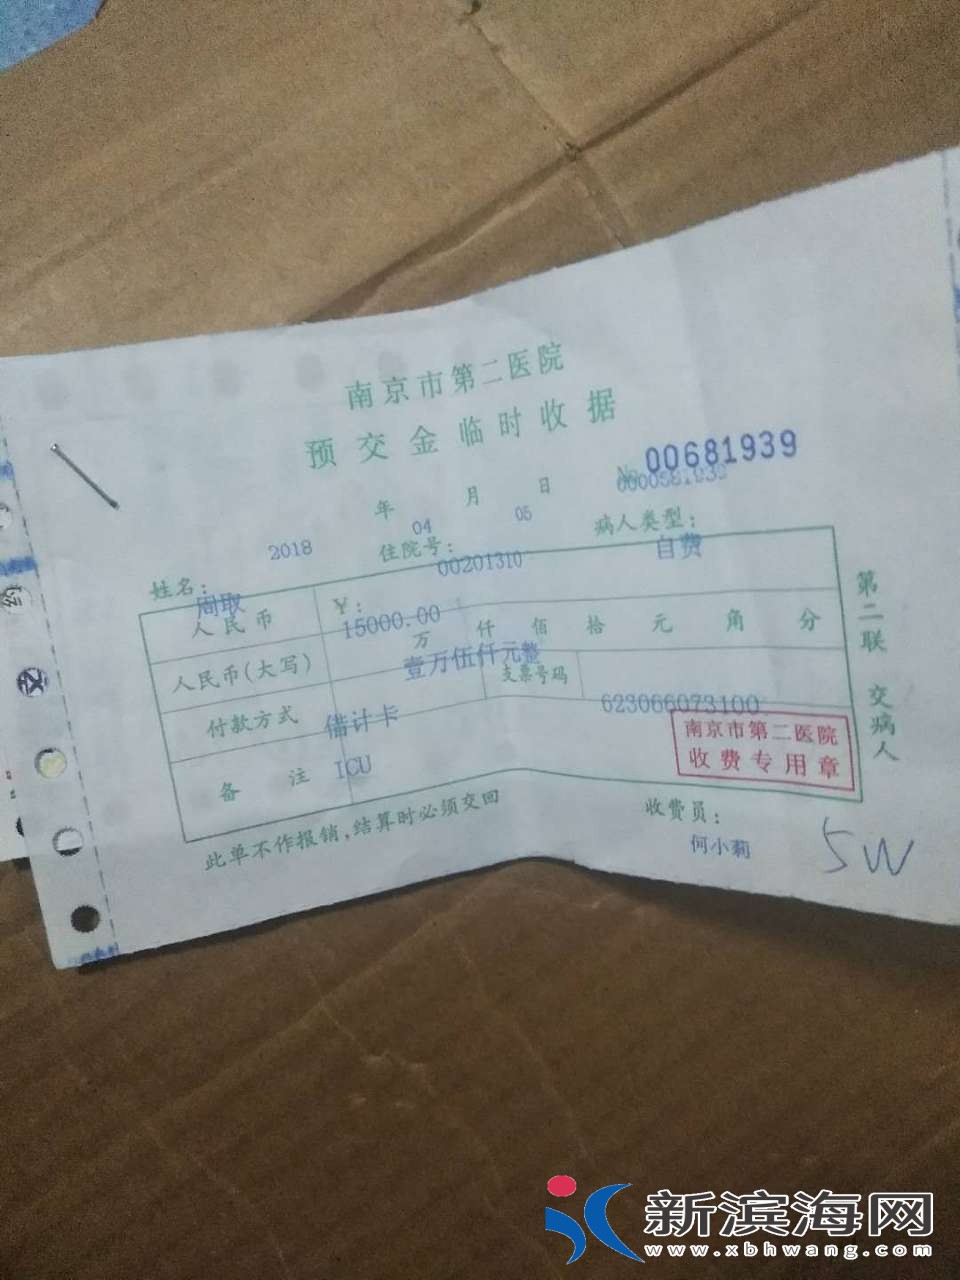 南京市第二医院
预交金临时收据
№ 00681939
年 月 日
2018 04 05
姓名：周取 住院号：00201310 病人类型：自费
人民币 ￥：15000.00
人民币(大写) 万 仟 佰 拾 元 角 分
壹万伍仟元整
付款方式 借计卡 支票号码 623066073100
备注 ICU
南京市第二医院
收费专用章
此单不作报销，结算时必须交回 收费员：何小莉
第二联 交病人
5W
新滨海网
www.xbhwang.com